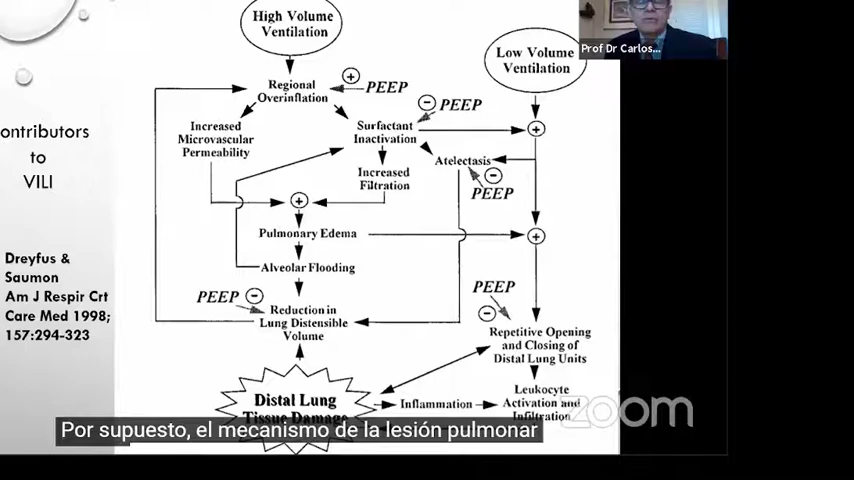 High Volume
Ventilation
Prof Dr Carlos...
Low Volume
Ventilation
Regional
Overinflation
+
PEEP
−
PEEP
ontributors
to
VILI
Increased
Microvascular
Permeability
Surfactant
Inactivation
+
Atelectasis
Increased
Filtration
−
PEEP
+
Pulmonary Edema
+
Alveolar Flooding
Dreyfus &
Saumon
Am J Respir Crt
Care Med 1998;
157:294-323
PEEP
−
Reduction in
Lung Distensible
Volume
PEEP
−
Repetitive Opening
and Closing of
Distal Lung Units
Distal Lung
Tissue Damage
Inflammation
Leukocyte
Activation and
Infiltration
zoom
Por supuesto, el mecanismo de la lesión pulmonar